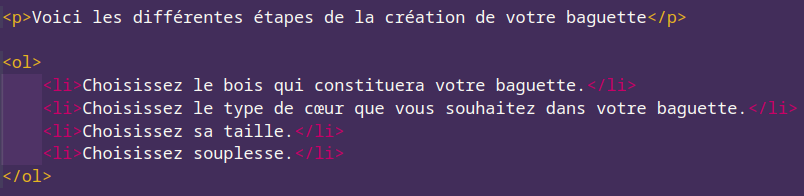 <p>Voici les différentes étapes de la création de votre baguette</p>
<ol>
<li>Choisissez le bois qui constituera votre baguette.</li>
<li>Choisissez le type de cœur que vous souhaitez dans votre baguette.</li>
<li>Choisissez sa taille.</li>
<li>Choisissez souplesse.</li>
</ol>